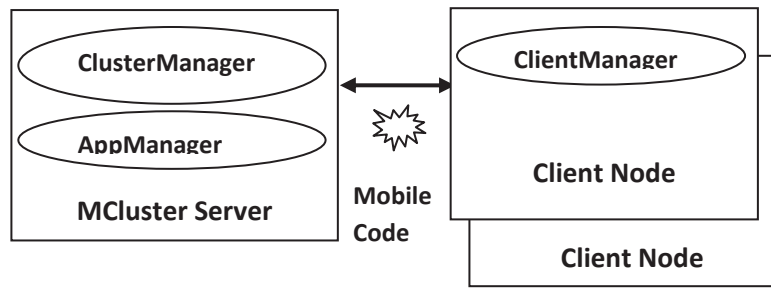 ClusterManager
AppManager
MCluster Server
Mobile
Code
ClientManager
Client Node
Client Node